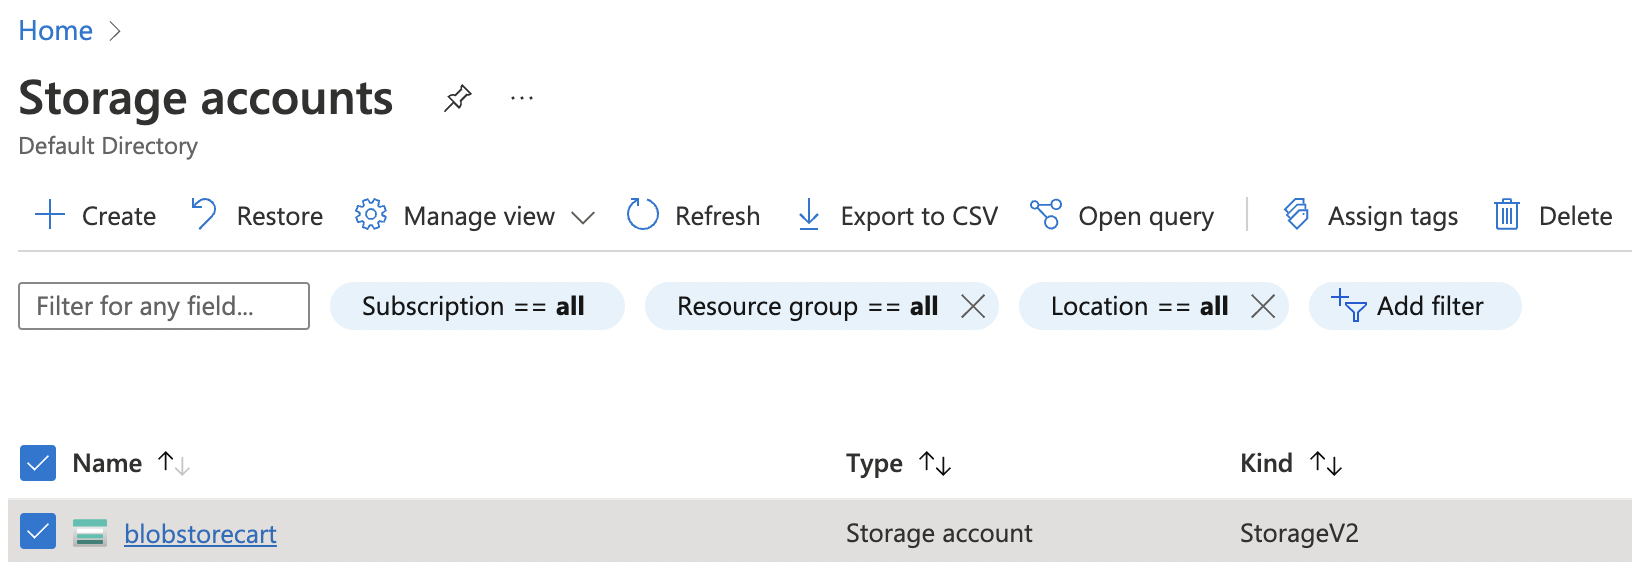 Home
Storage accounts
Default Directory
Create Restore Manage view Refresh Export to CSV Open query Assign tags Delete
Filter for any field... Subscription == all Resource group == all Location == all Add filter
Name Type Kind
blobstorecart Storage account StorageV2